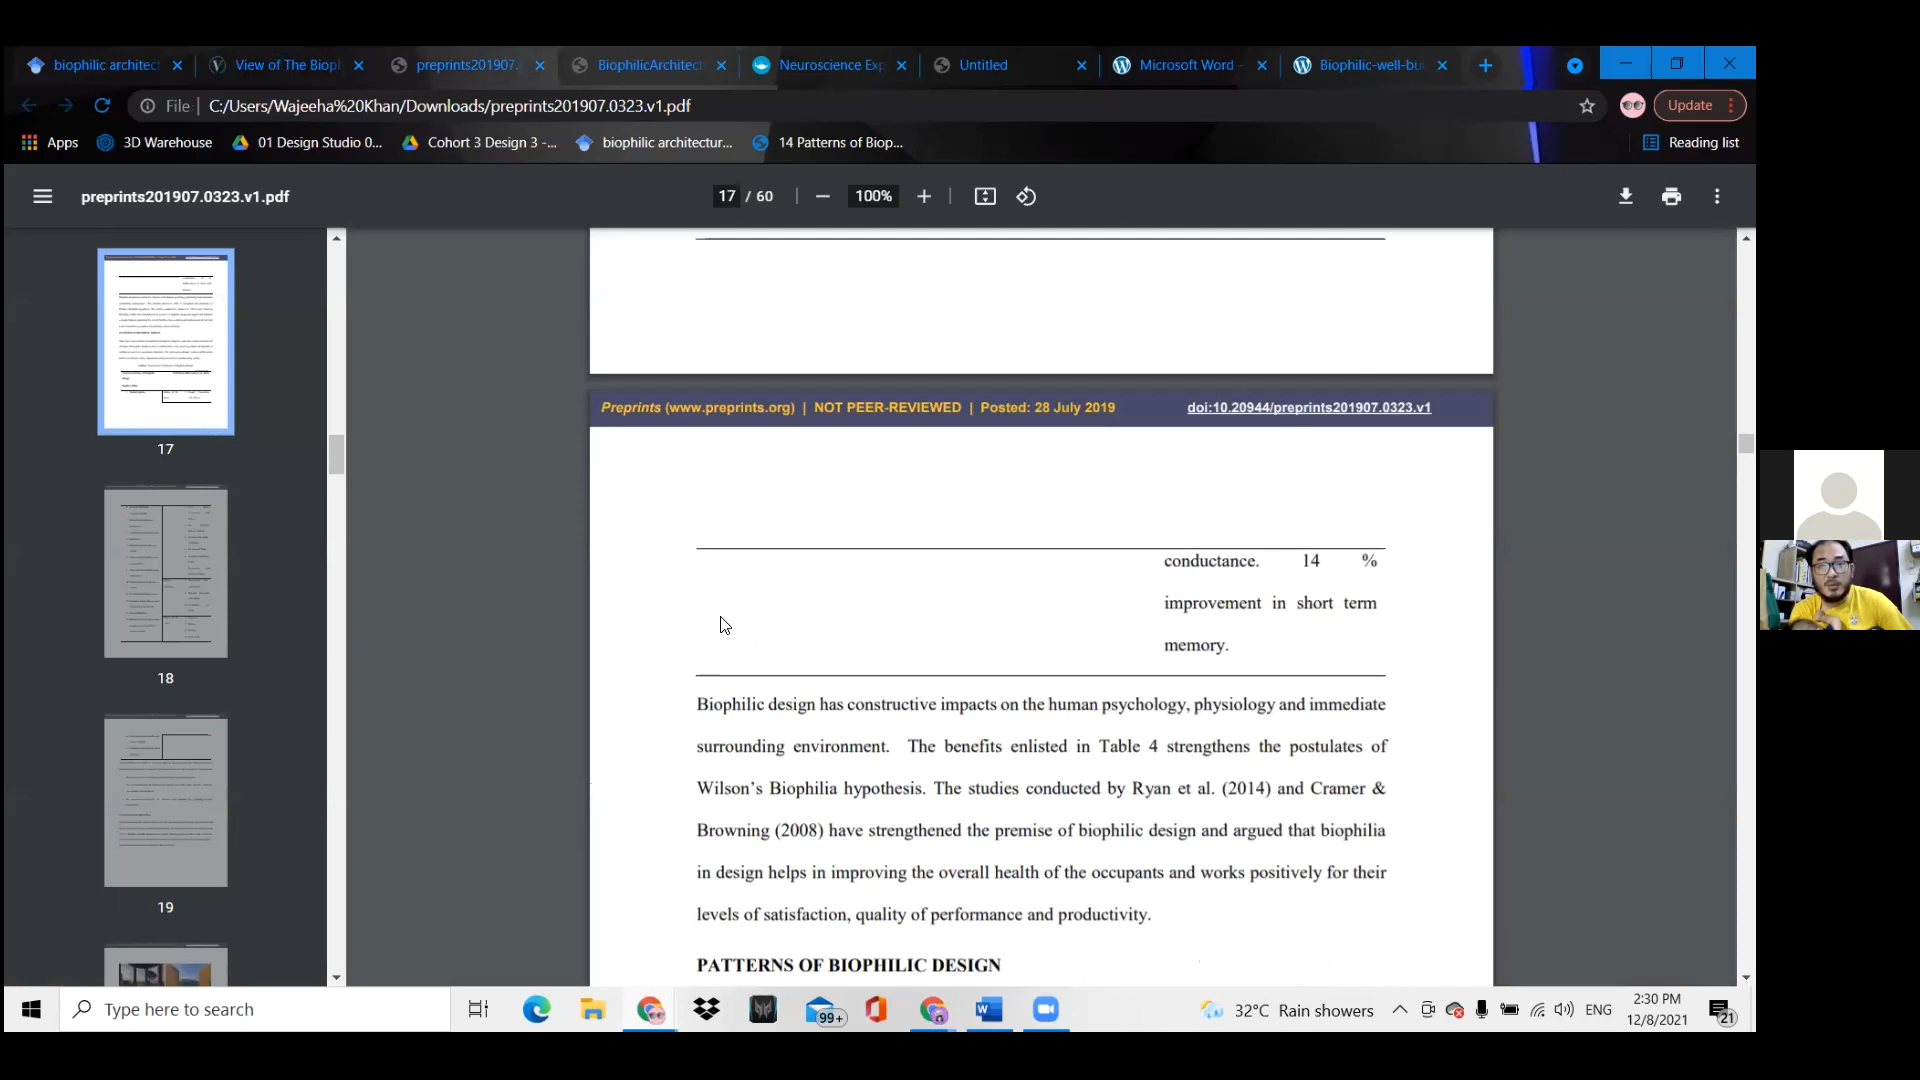 biophilic architect
View of The Bioph
preprints201907.
BiophilicArchitect
Neuroscience Exp
Untitled
Microsoft Word -
Biophilic-well-bui
File
C:/Users/Wajeeha%20Khan/Downloads/preprints201907.0323.v1.pdf
Update
Apps
3D Warehouse
01 Design Studio 0...
Cohort 3 Design 3 -...
biophilic architectur...
14 Patterns of Biop...
Reading list
preprints201907.0323.v1.pdf
17 / 60
100%
Preprints (www.preprints.org) | NOT PEER-REVIEWED | Posted: 28 July 2019
doi:10.20944/preprints201907.0323.v1
conductance. 14 %
improvement in short term
memory.
Biophilic design has constructive impacts on the human psychology, physiology and immediate
surrounding environment. The benefits enlisted in Table 4 strengthens the postulates of
Wilson's Biophilia hypothesis. The studies conducted by Ryan et al. (2014) and Cramer &
Browning (2008) have strengthened the premise of biophilic design and argued that biophilia
in design helps in improving the overall health of the occupants and works positively for their
levels of satisfaction, quality of performance and productivity.
PATTERNS OF BIOPHILIC DESIGN
17
18
19
Type here to search
99+
32°C Rain showers
ENG
2:30 PM
12/8/2021
21